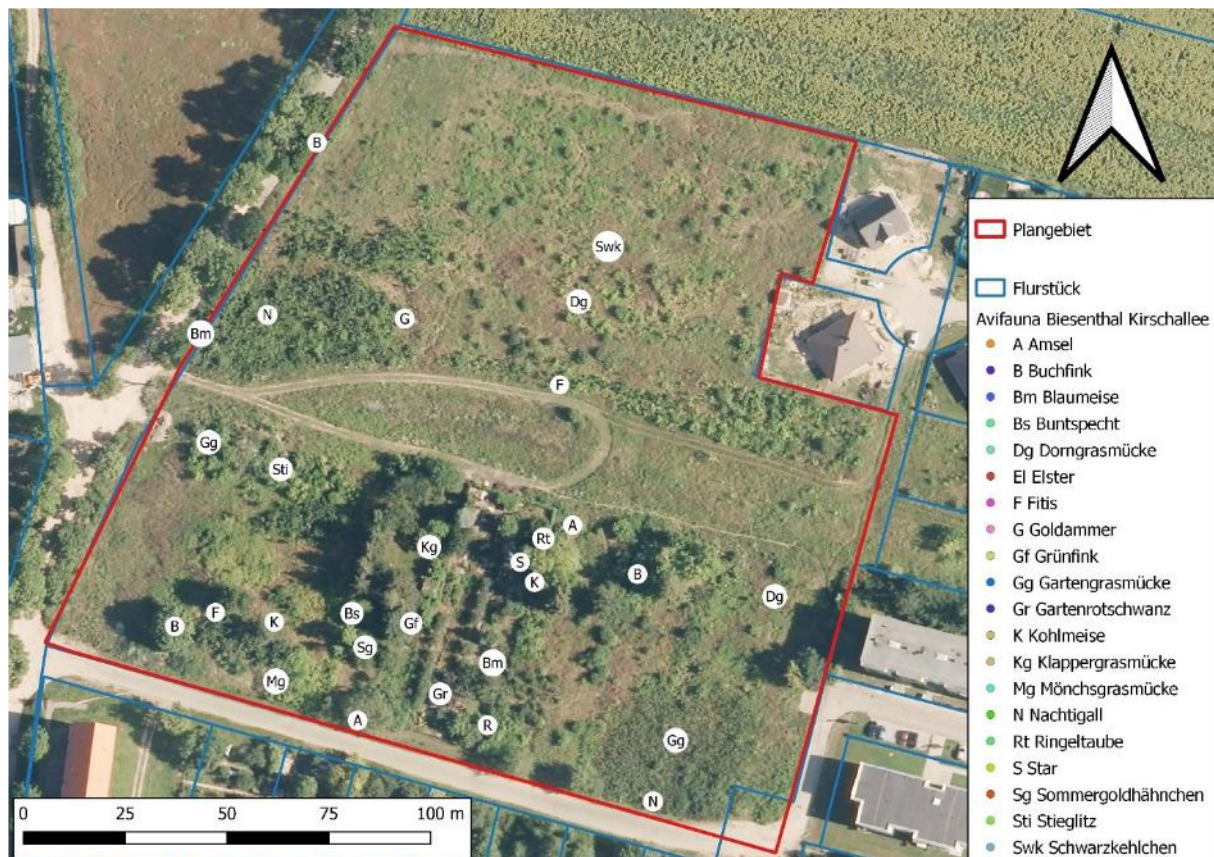 B
Swk
Dg
N
G
Bm
F
Gg
Sti
A
Rt
Kg
S
K
B
Dg
F
B
K
Bs
Gf
Sg
Bm
Mg
Gr
A
R
Gg
N
0 25 50 75 100 m
Plangebiet
Flurstück
Avifauna Biesenthal Kirschallee
A Amsel
B Buchfink
Bm Blaumeise
Bs Buntspecht
Dg Dorngrasmücke
El Elster
F Fitis
G Goldammer
Gf Grünfink
Gg Gartengrasmücke
Gr Gartenrotschwanz
K Kohlmeise
Kg Klappergrasmücke
Mg Mönchsgrasmücke
N Nachtigall
Rt Ringeltaube
S Star
Sg Sommergoldhähnchen
Sti Stieglitz
Swk Schwarzkehlchen